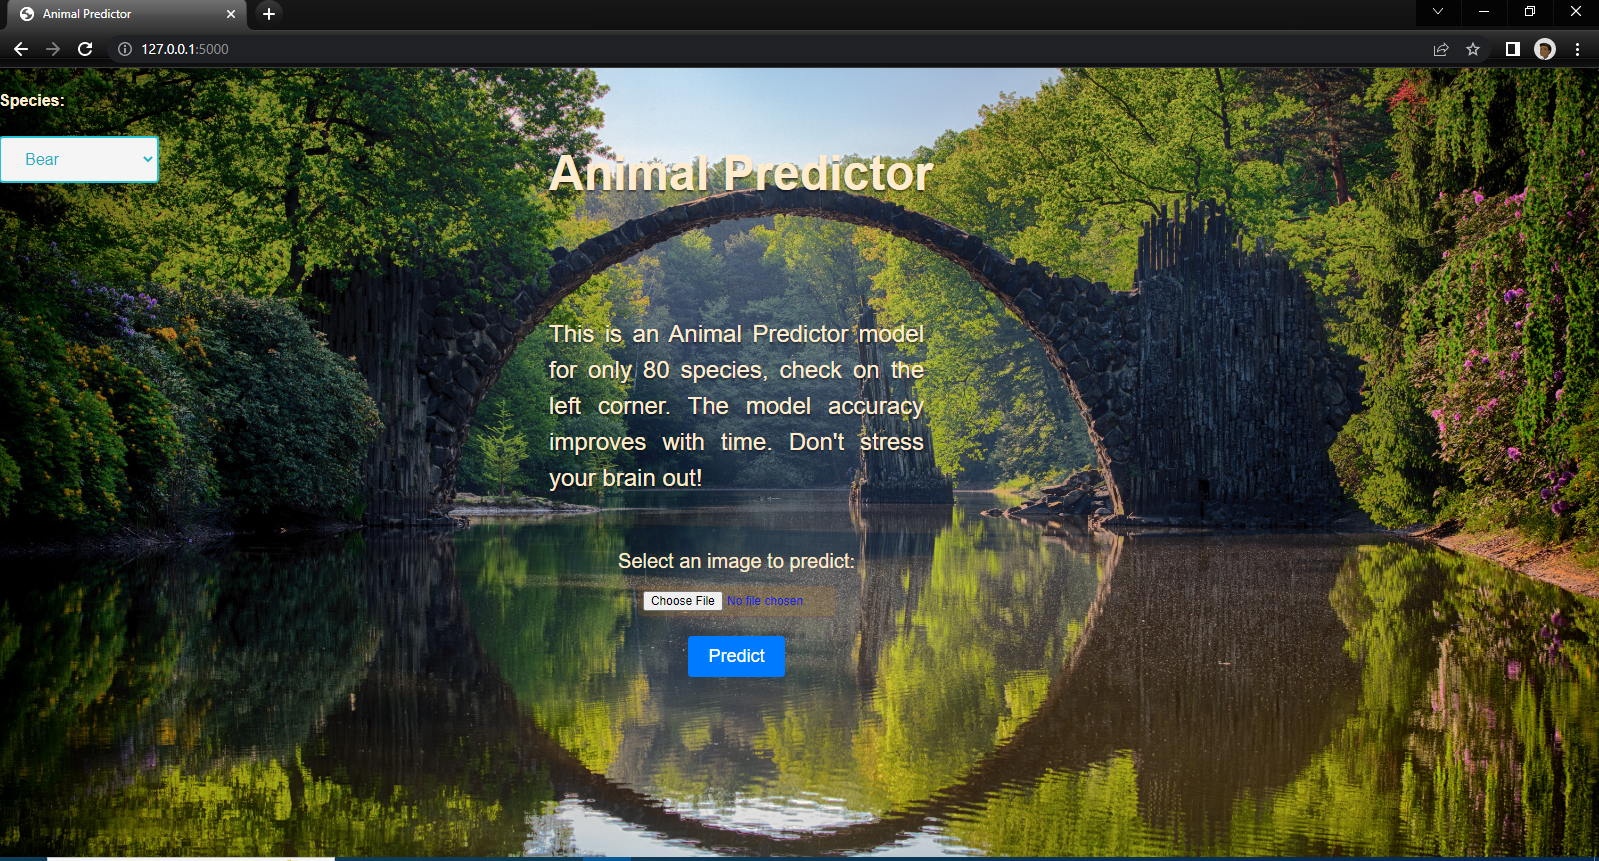 Animal Predictor
127.0.0.1:5000
Species:
Bear
Animal Predictor
This is an Animal Predictor model
for only 80 species, check on the
left corner. The model accuracy
improves with time. Don't stress
your brain out!
Select an image to predict:
Choose File No file chosen
Predict